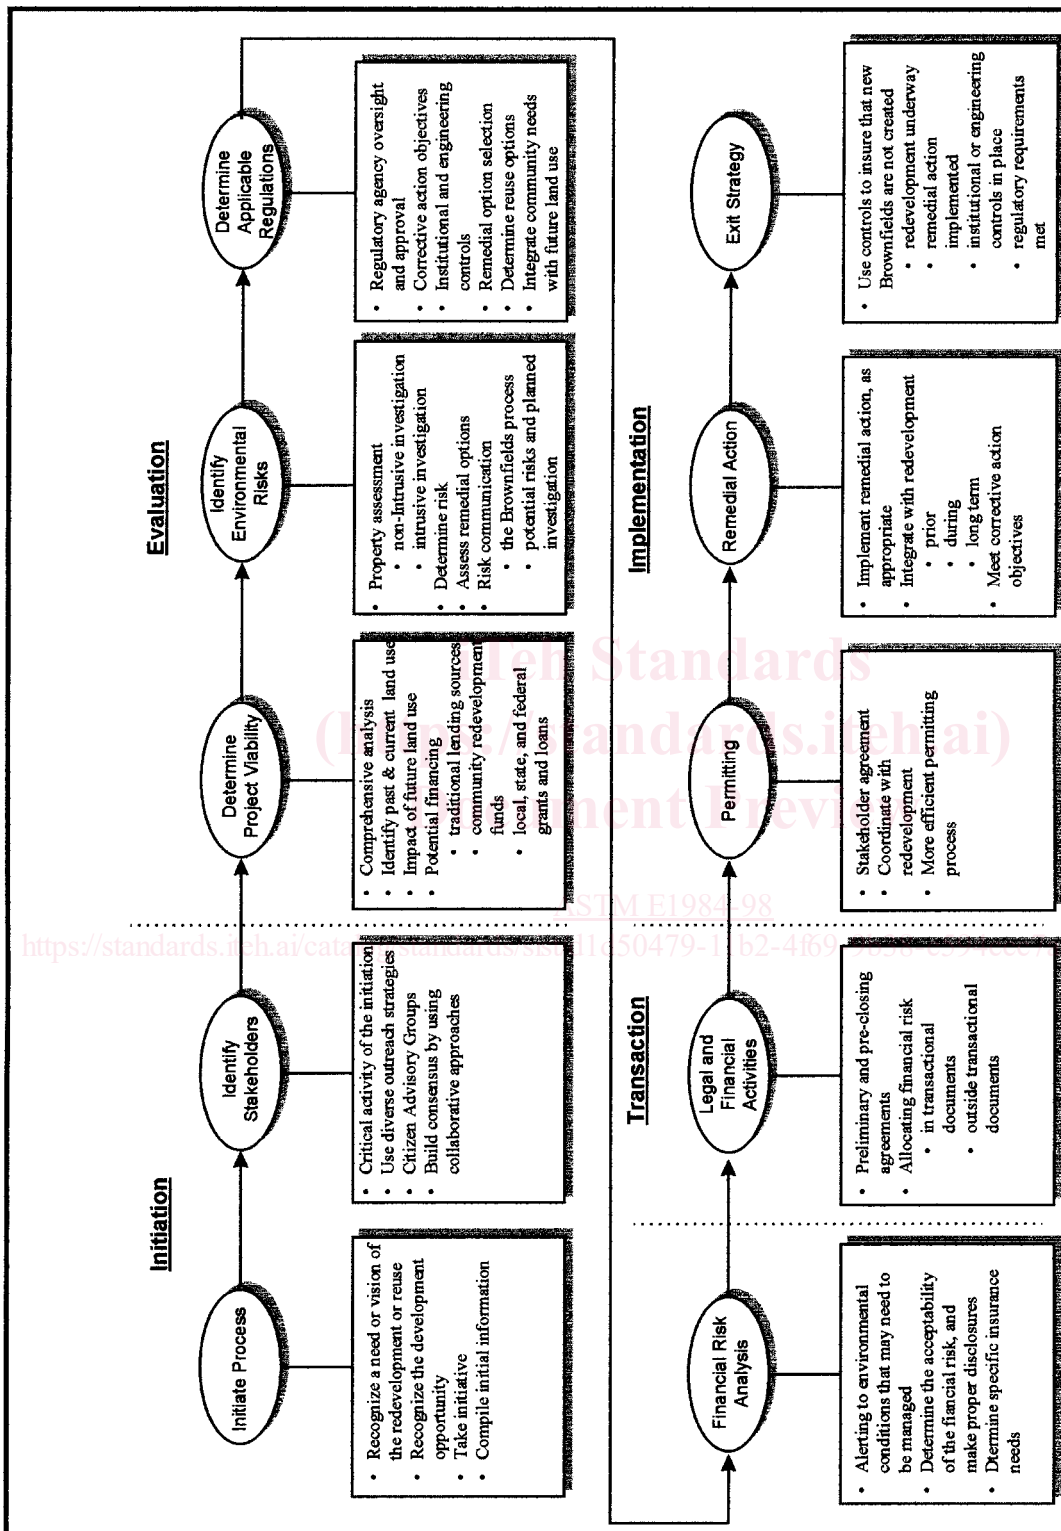 Initiation
Evaluation
Initiate Process
• Recognize a need or vision of
the redevelopment or reuse
• Recognize the development
opportunity
• Take initiative
• Compile initial information
Identify
Stakeholders
• Critical activity of the initiation
• Use diverse outreach strategies
• Citizen Advisory Groups
• Build consensus by using
collaborative approaches
Determine
Project Viability
• Comprehensive analysis
• Identify past & current land use
• Impact of future land use
• Potential financing
• traditional lending sources
• community redevelopment
funds
• local, state, and federal
grants and loans
Identify
Environmental
Risks
• Property assessment
• non-Intrusive investigation
• intrusive investigation
• Determine risk
• Assess remedial options
• Risk communication
• the Brownfields process
• potential risks and planned
investigation
Determine
Applicable
Regulations
• Regulatory agency oversight
and approval
• Corrective action objectives
• Institutional and engineering
controls
• Remedial option selection
• Determine reuse options
• Integrate community needs
with future land use
Transaction
Implementation
Financial Risk
Analysis
• Alerting to environmental
conditions that may need to
be managed
• Determine the acceptability
of the fiancial risk, and
make proper disclosures
• Dtermine specific insurance
needs
Legal and
Financial
Activities
• Preliminary and pre-closing
agreements
• Allocating financial risk
• in transactional
documents
• outside transactional
documents
Permitting
• Stakeholder agreement
• Coordinate with
redevelopment
• More efficient permitting
process
Remedial Action
• Implement remedial action, as
appropriate
• Integrate with redevelopment
• prior
• during
• long term
• Meet corrective action
objectives
Exit Strategy
• Use controls to insure that new
Brownfields are not created
• redevelopment underway
• remedial action
implemented
• institutional or engineering
controls in place
• regulatory requirements
met
iTeh Standards
(https://standards.iteh.ai)
Document Preview
ASTM E1984-98